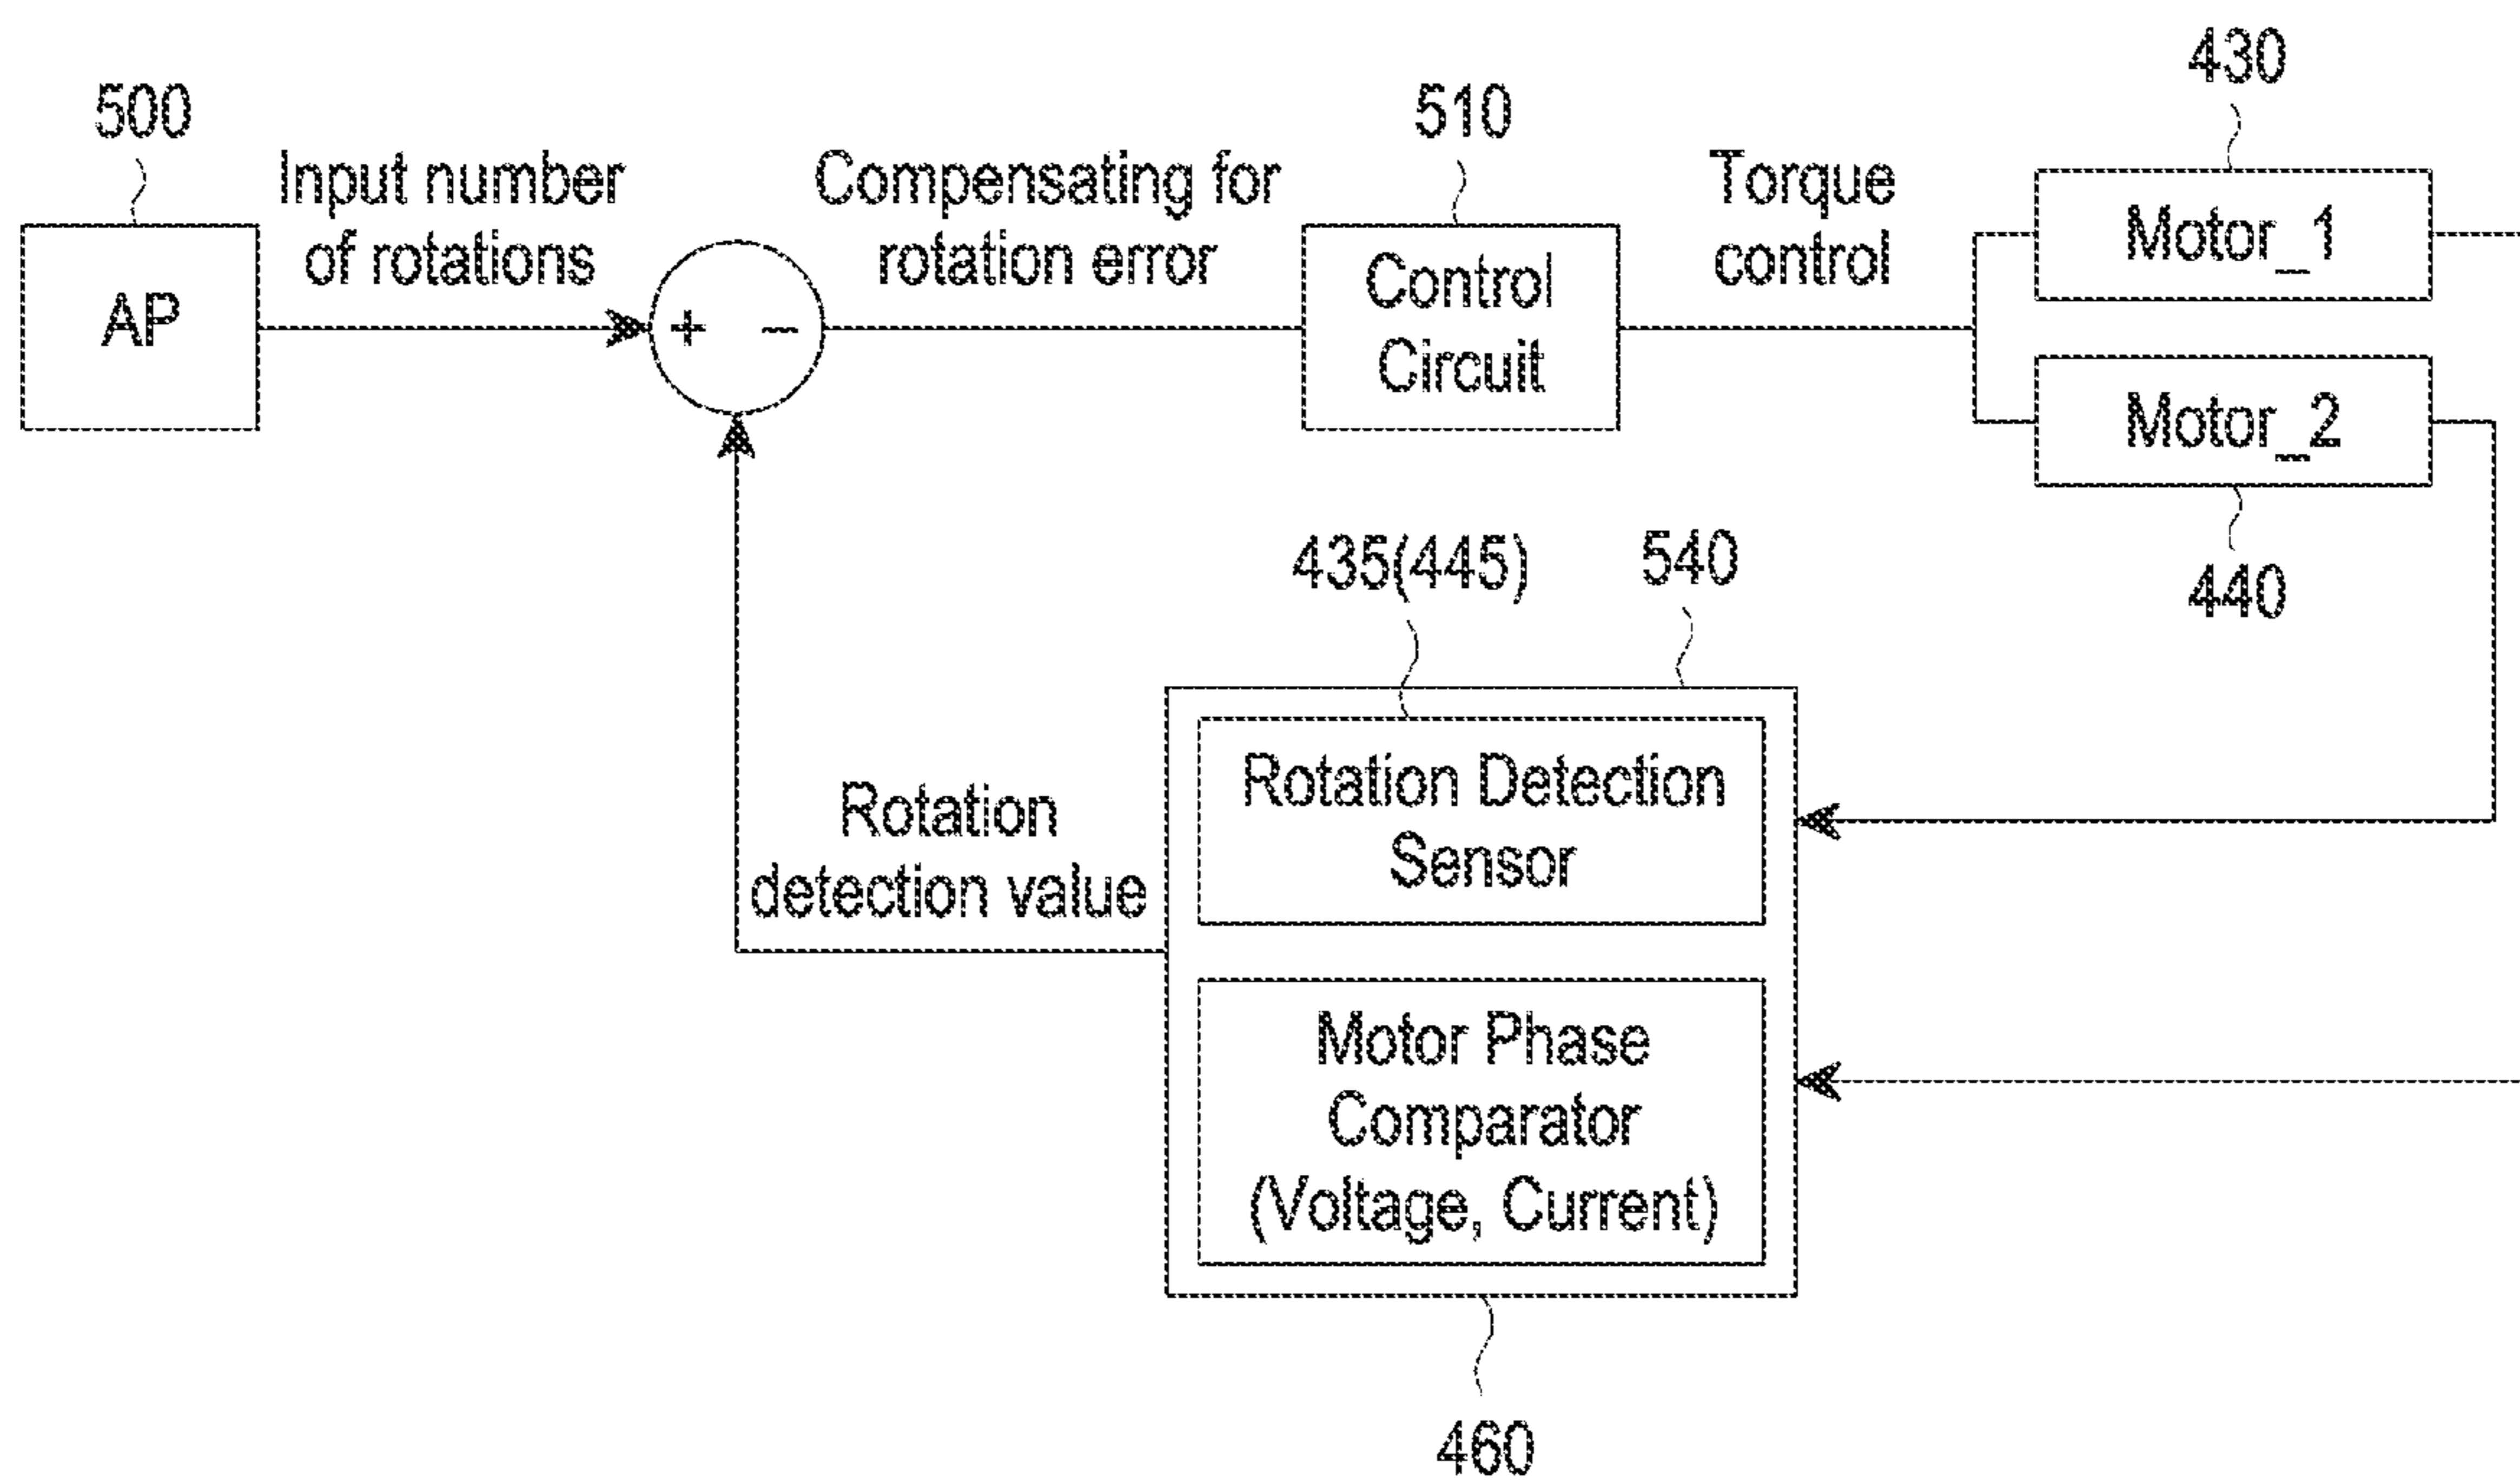 430
500
510
Input number
of rotations
Compensating for
rotation error
Torque
control
Motor_1
AP
+ −
Control
Circuit
Motor_2
440
435(445)
540
Rotation Detection
Sensor
Rotation
detection value
Motor Phase
Comparator
(Voltage, Current)
460